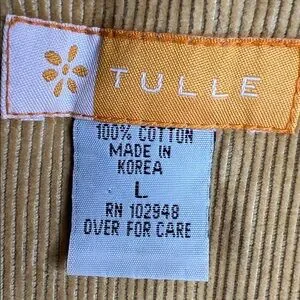 TULLE
100% COTTON
MADE IN
KOREA
L
RN 102948
OVER FOR CARE